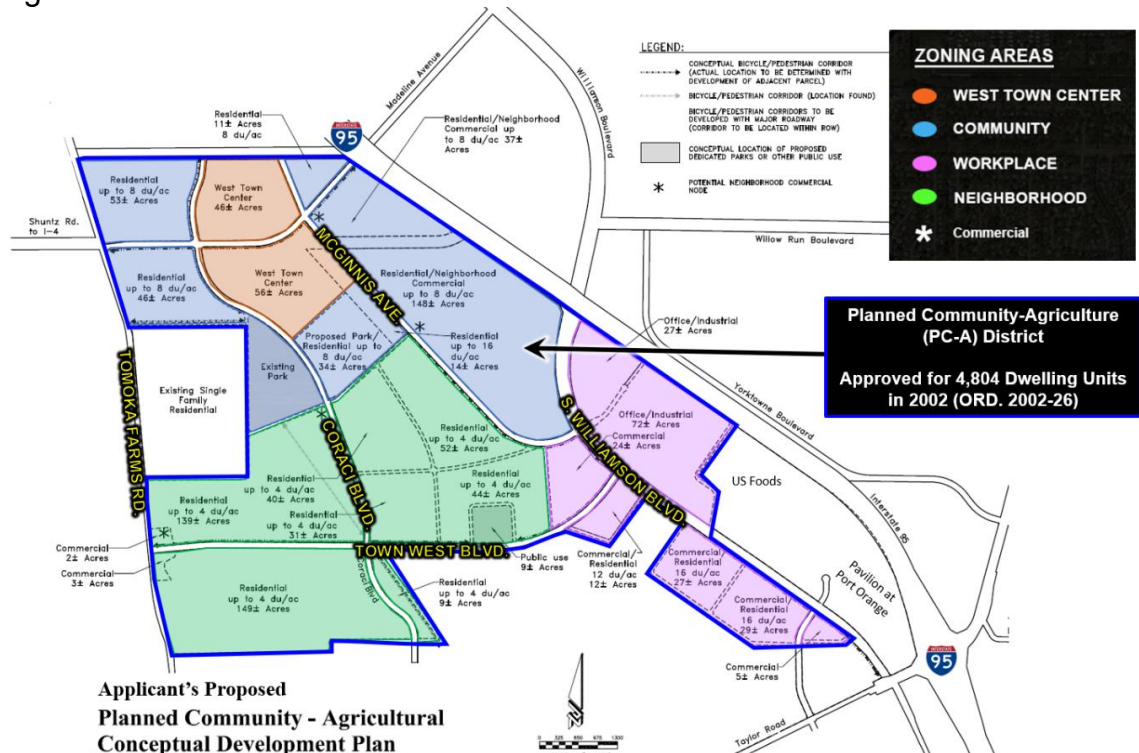 LEGEND:
CONCEPTUAL BICYCLE/PEDESTRIAN CORRIDOR
(ACTUAL LOCATION TO BE DETERMINED WITH
DEVELOPMENT OF ADJACENT PARCEL)
BICYCLE/PEDESTRIAN CORRIDOR (LOCATION FOUND)
BICYCLE/PEDESTRIAN CORRIDORS TO BE
DEVELOPED WITH MAJOR ROADWAY
(CORRIDOR TO BE LOCATED WITHIN ROW)
CONCEPTUAL LOCATION OF PROPOSED
DEDICATED PARKS OR OTHER PUBLIC USE
POTENTIAL NEIGHBORHOOD COMMERCIAL
NODE
ZONING AREAS
WEST TOWN CENTER
COMMUNITY
WORKPLACE
NEIGHBORHOOD
* Commercial
Planned Community-Agriculture
(PC-A) District
Approved for 4,804 Dwelling Units
in 2002 (ORD. 2002-26)
Madeline Avenue
Williamson Boulevard
Willow Run Boulevard
95
Residential
11± Acres
8 du/ac
Residential/Neighborhood
Commercial up
to 8 du/ac 37±
Acres
Residential
up to 8 du/ac
53± Acres
West Town
Center
46± Acres
Shuntz Rd.
to I-4
MCGINNIS AVE.
West Town
Center
56± Acres
Residential
up to 8 du/ac
46± Acres
Residential/Neighborhood
Commercial
up to 8 du/ac
148± Acres
Office/Industrial
27± Acres
Proposed Park/
Residential up to
8 du/ac
34± Acres
Residential
up to 16
du/ac
14± Acres
Existing
Park
TOMOKA FARMS RD.
Existing Single
Family
Residential
Yorktowne Boulevard
S. WILLIAMSON BLVD.
Office/Industrial
72± Acres
Commercial
24± Acres
CORACI BLVD.
Residential
up to 4 du/ac
52± Acres
Residential
up to 4 du/ac
40± Acres
Residential
up to 4 du/ac
44± Acres
US Foods
Interstate 95
Residential
up to 4 du/ac
139± Acres
Residential
up to 4 du/ac
31± Acres
Commercial
2± Acres
Commercial
3± Acres
TOWN WEST BLVD.
Public use
9± Acres
Commercial/
Residential
12 du/ac
12± Acres
Commercial/
Residential
16 du/ac
27± Acres
Pavilion at
Port Orange
Residential
up to 4 du/ac
149± Acres
Coraci Blvd
Residential
up to 4 du/ac
9± Acres
Commercial/
Residential
16 du/ac
29± Acres
Commercial
5± Acres
95
Taylor Road
Applicant's Proposed
Planned Community - Agricultural
Conceptual Development Plan
0 325 650 975 1300